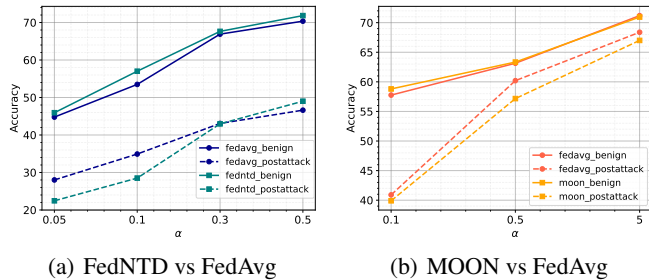 70
60
50
40
30
20
Accuracy
fedavg_benign
fedavg_postattack
fedntd_benign
fedntd_postattack
0.05
0.1
0.3
0.5
α
(a) FedNTD vs FedAvg
70
65
60
55
50
45
40
Accuracy
fedavg_benign
fedavg_postattack
moon_benign
moon_postattack
0.1
0.5
5
α
(b) MOON vs FedAvg